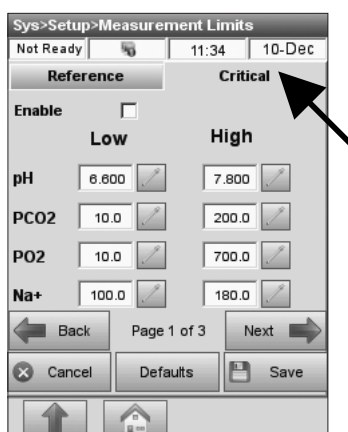 Sys>Setup>Measurement Limits
Not Ready 11:34 10-Dec
Reference Critical
Enable
Low High
pH 6.600 7.800
PCO2 10.0 200.0
PO2 10.0 700.0
Na+ 100.0 180.0
Back Page 1 of 3 Next
Cancel Defaults Save